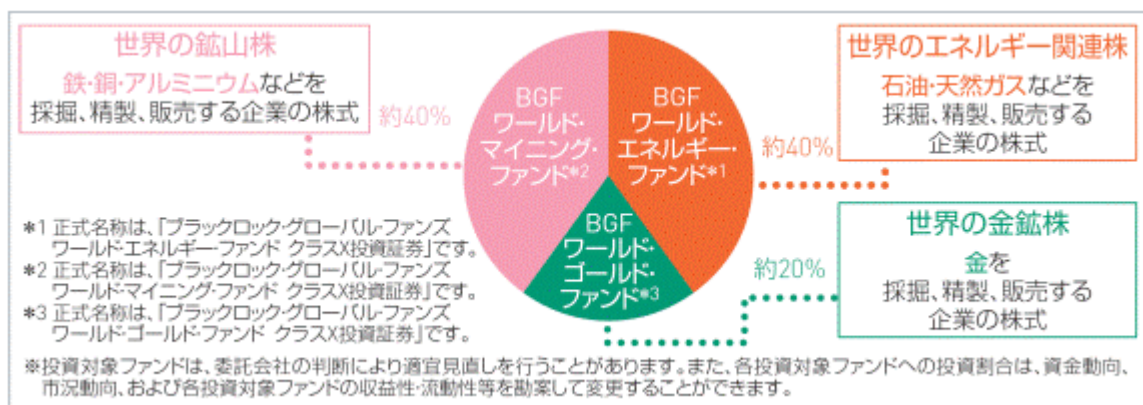 世界の鉱山株
鉄・銅・アルミニウムなどを
採掘、精製、販売する企業の株式
約40%
BGF
ワールド・
マイニング・
ファンド*2
BGF
ワールド・
エネルギー・
ファンド*1
世界のエネルギー関連株
石油・天然ガスなどを
採掘、精製、販売する
企業の株式
約40%
BGF
ワールド・
ゴールド・
ファンド*3
約20%
世界の金鉱株
金を
採掘、精製、販売する
企業の株式
*1 正式名称は、「ブラックロック・グローバル・ファンズ
ワールド・エネルギー・ファンド クラスX投資証券」です。
*2 正式名称は、「ブラックロック・グローバル・ファンズ
ワールド・マイニング・ファンド クラスX投資証券」です。
*3 正式名称は、「ブラックロック・グローバル・ファンズ
ワールド・ゴールド・ファンド クラスX投資証券」です。
※投資対象ファンドは、委託会社の判断により適宜見直しを行うことがあります。また、各投資対象ファンドへの投資割合は、資金動向、
市況動向、および各投資対象ファンドの収益性・流動性等を勘案して変更することができます。